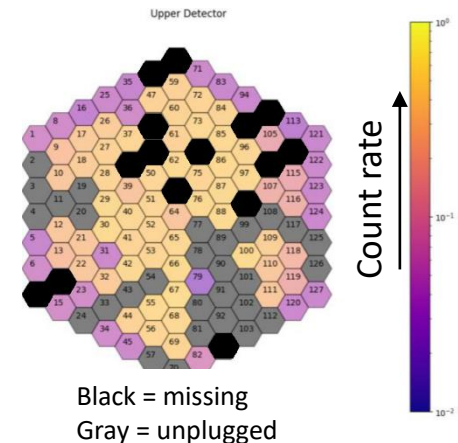 Upper Detector
10⁰
71
35 59 83
25 47 72 94
16 36 60 84
8 26 73 113
1 17 37 61 85 105 121
9 27 96
2 18 62 86 122
10 28 50 75 97 115
3 19 39 87 107 123
11 29 51 76 116
4 20 40 64 88 108 124
12 30 52 77 99 117
5 21 41 65 89 109 125
13 31 53 78 100 118
6 22 42 66 90 110 126
32 54 79 101 119
23 43 67 91 111 127
15 33 55 80 102 120
24 44 68 92 112
34 56 81 103
45 69
57 82
70
Count rate
10⁻¹
10⁻²
Black = missing
Gray = unplugged